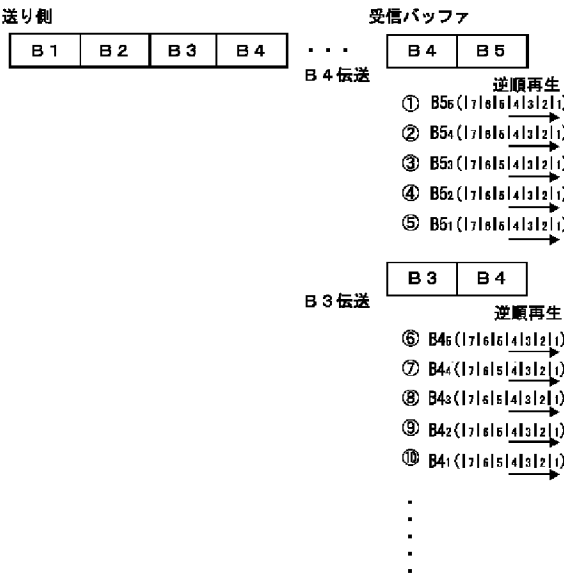 送り側
受信バッファ
B1 B2 B3 B4 ・・・ B4 B5
B4伝送
逆順再生
① B55(|7|6|5|4|3|2|1)
② B54(|7|6|5|4|3|2|1)
③ B53(|7|6|5|4|3|2|1)
④ B52(|7|6|5|4|3|2|1)
⑤ B51(|7|6|5|4|3|2|1)
B3 B4
B3伝送
逆順再生
⑥ B45(|7|6|5|4|3|2|1)
⑦ B44(|7|6|5|4|3|2|1)
⑧ B43(|7|6|5|4|3|2|1)
⑨ B42(|7|6|5|4|3|2|1)
⑩ B41(|7|6|5|4|3|2|1)